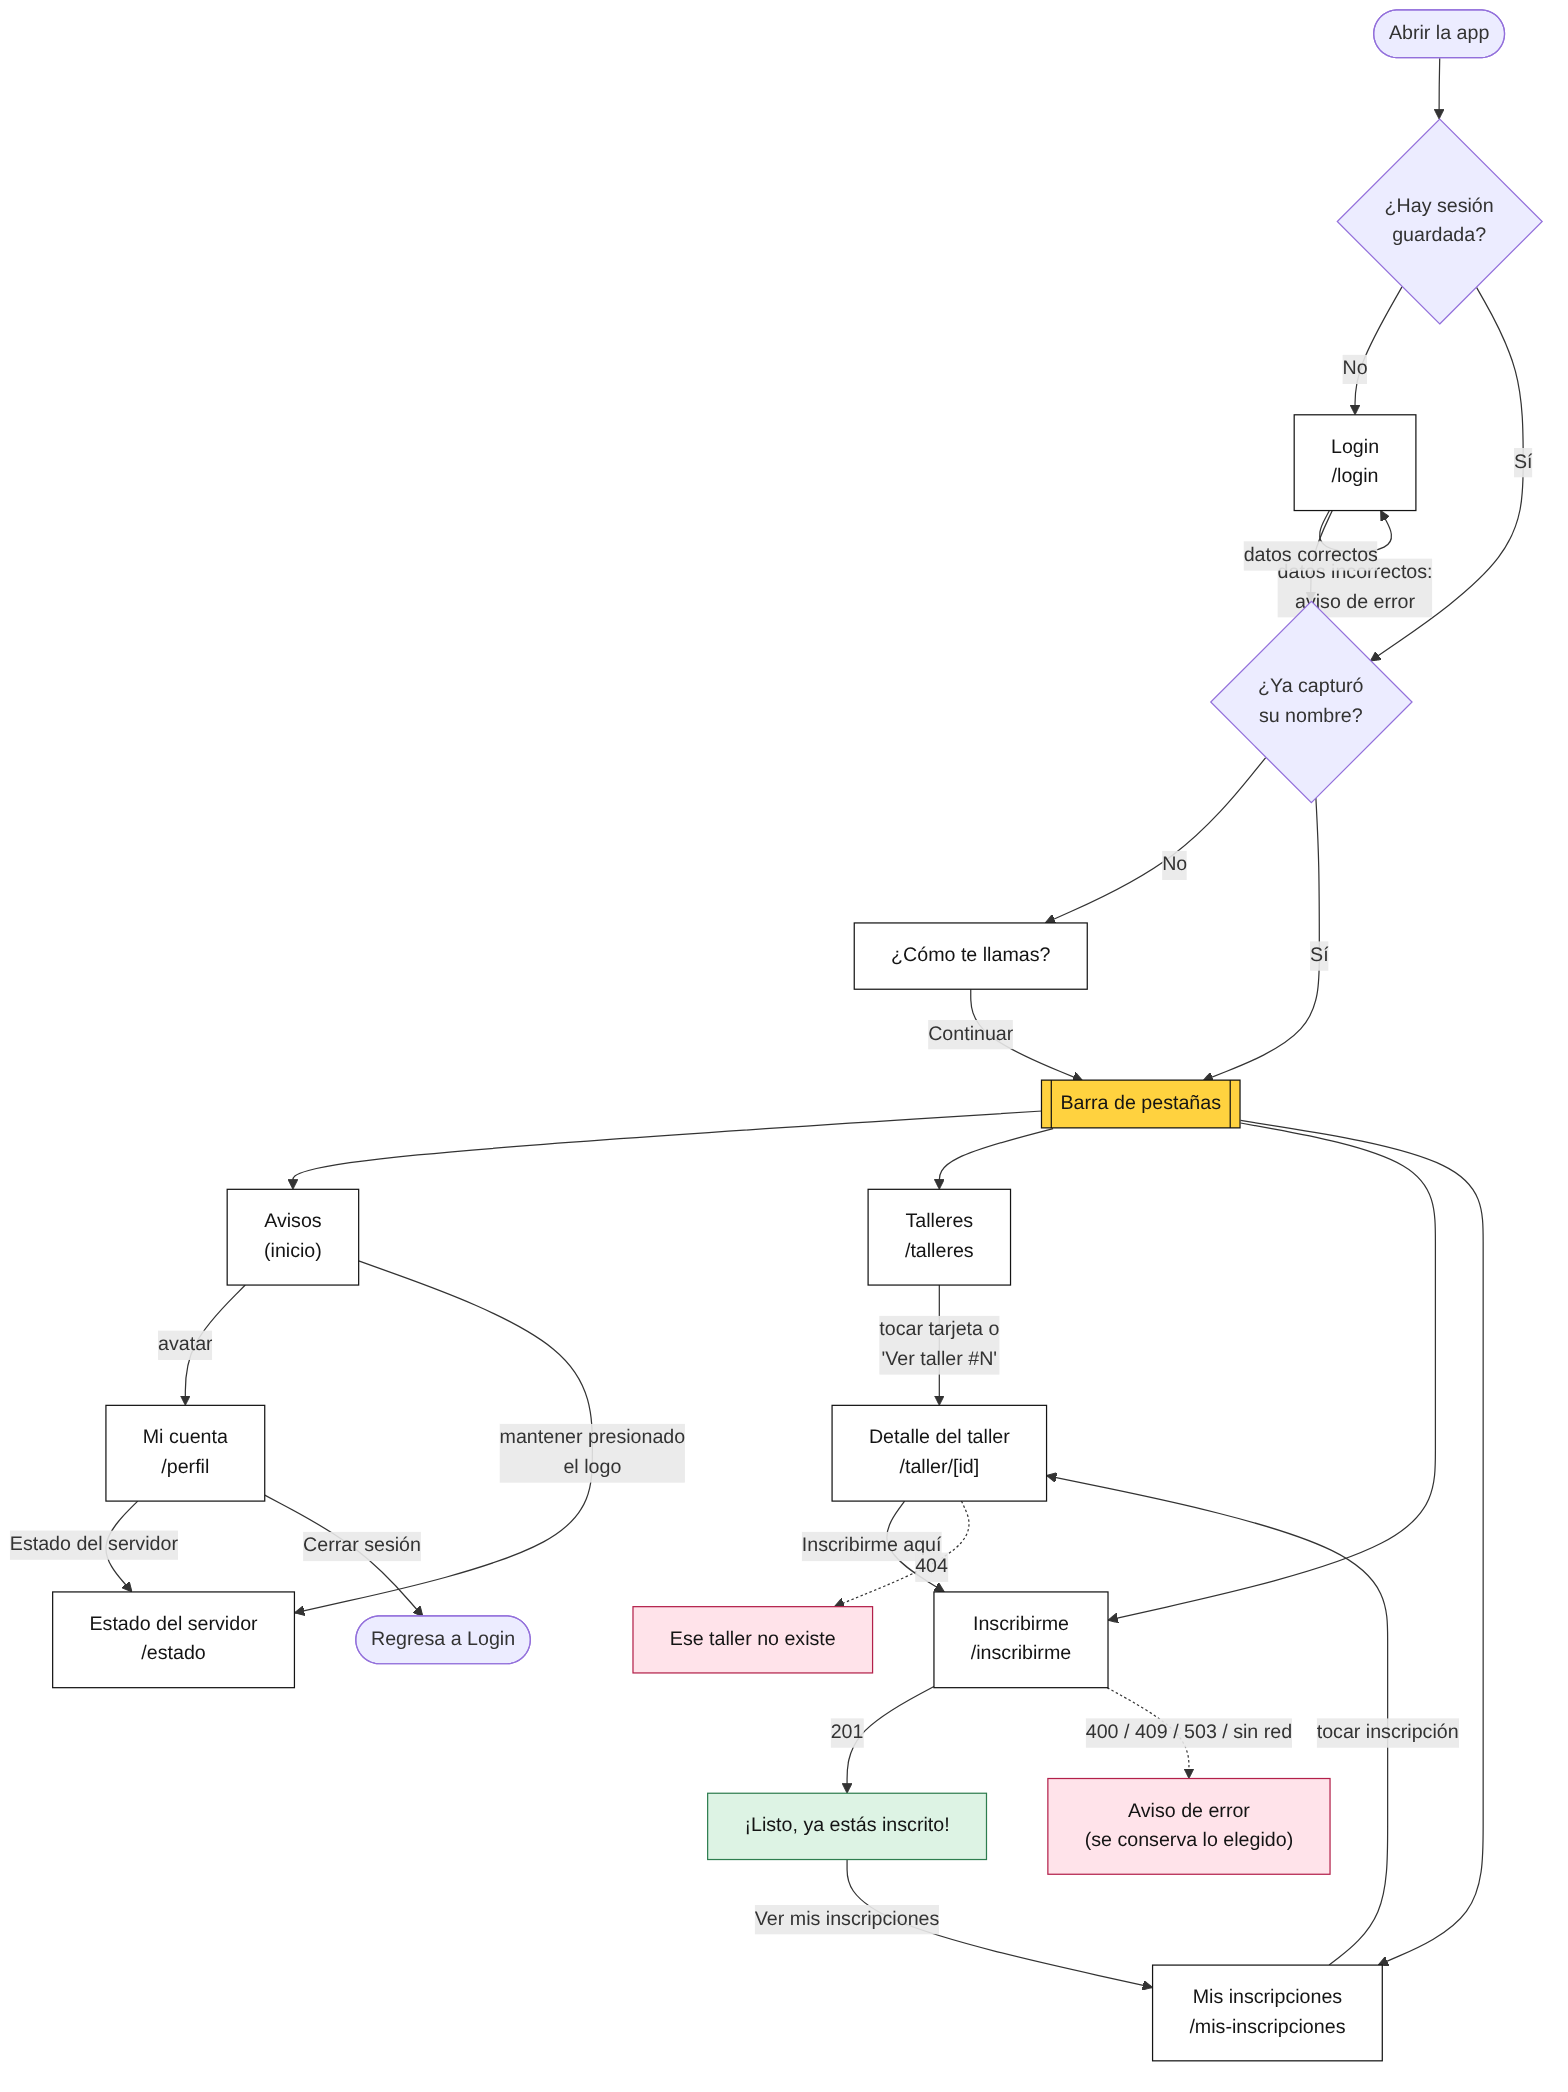 Abrir la app
¿Hay sesión
guardada?
No
Sí
Login
/login
datos correctos
datos incorrectos:
aviso de error
¿Ya capturó
su nombre?
No
Sí
¿Cómo te llamas?
Continuar
Barra de pestañas
Avisos
(inicio)
Talleres
/talleres
avatar
tocar tarjeta o
'Ver taller #N'
Mi cuenta
/perfil
mantener presionado
el logo
Detalle del taller
/taller/[id]
Estado del servidor
Cerrar sesión
Inscribirme aquí
404
Estado del servidor
/estado
Regresa a Login
Ese taller no existe
Inscribirme
/inscribirme
201
400 / 409 / 503 / sin red
tocar inscripción
¡Listo, ya estás inscrito!
Aviso de error
(se conserva lo elegido)
Ver mis inscripciones
Mis inscripciones
/mis-inscripciones